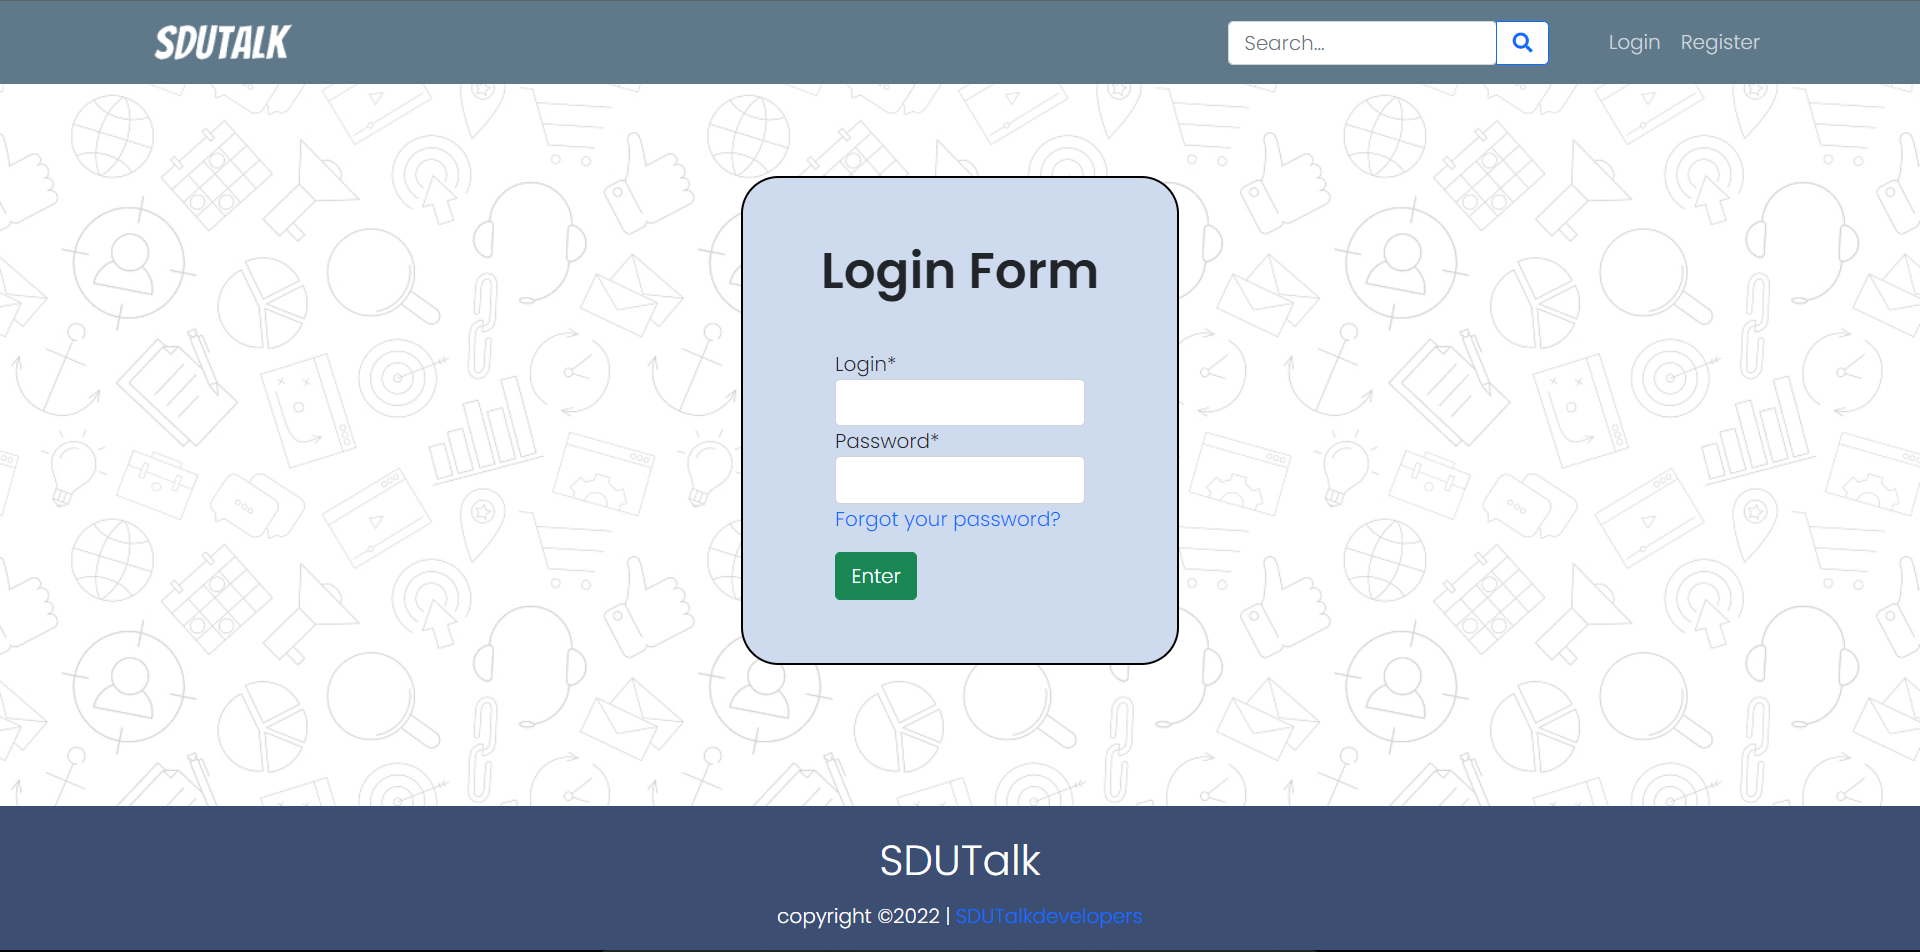 SDUTALK
Search...
Login Register
Login Form
Login*
Password*
Forgot your password?
Enter
SDUTalk
copyright ©2022 | SDUTalkdevelopers